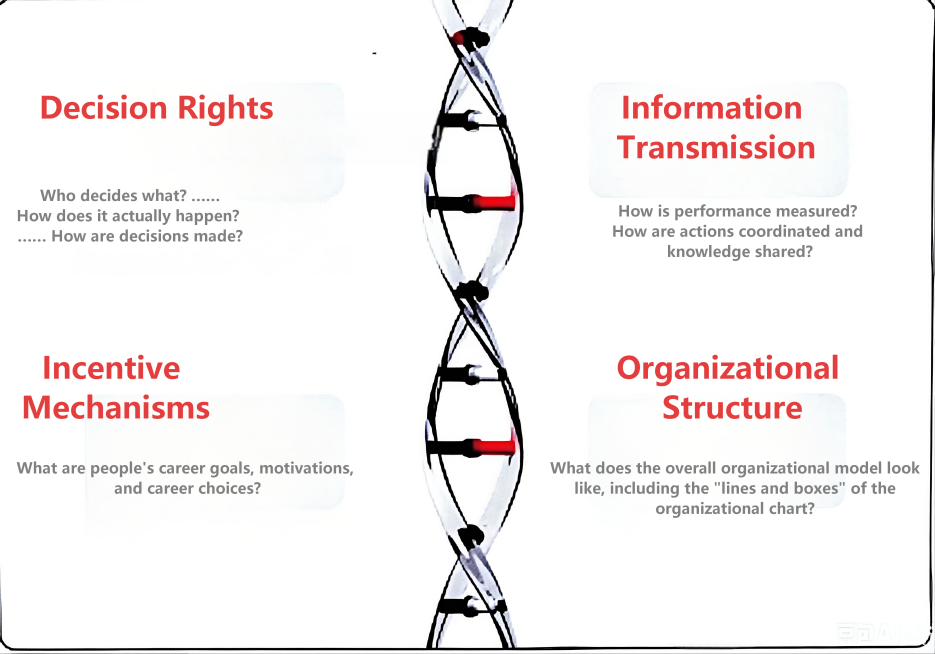 Decision Rights
Who decides what? ......
How does it actually happen?
...... How are decisions made?
Information
Transmission
How is performance measured?
How are actions coordinated and
knowledge shared?
Incentive
Mechanisms
What are people's career goals, motivations,
and career choices?
Organizational
Structure
What does the overall organizational model look
like, including the "lines and boxes" of the
organizational chart?